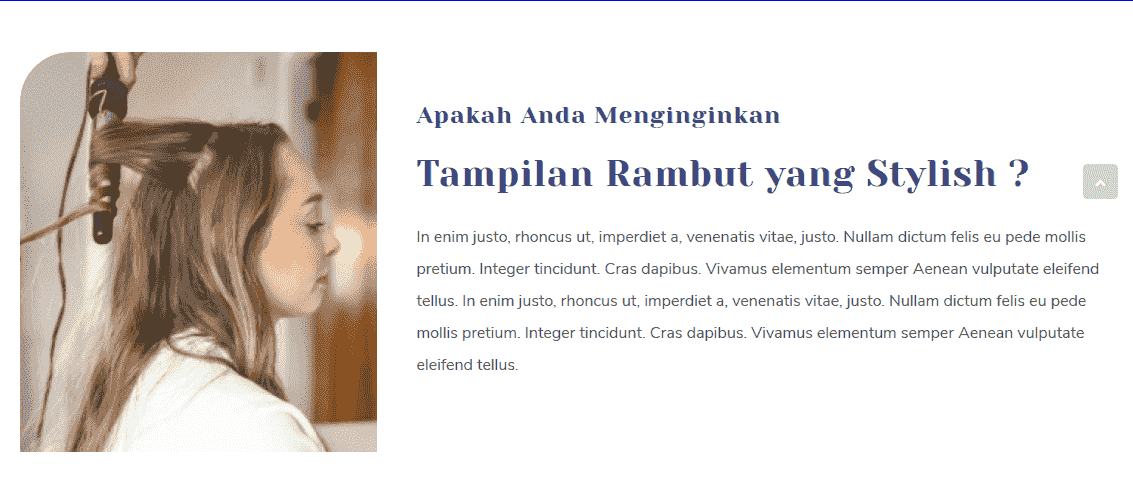 Apakah Anda Menginginkan
Tampilan Rambut yang Stylish ?
In enim justo, rhoncus ut, imperdiet a, venenatis vitae, justo. Nullam dictum felis eu pede mollis
pretium. Integer tincidunt. Cras dapibus. Vivamus elementum semper Aenean vulputate eleifend
tellus. In enim justo, rhoncus ut, imperdiet a, venenatis vitae, justo. Nullam dictum felis eu pede
mollis pretium. Integer tincidunt. Cras dapibus. Vivamus elementum semper Aenean vulputate
eleifend tellus.